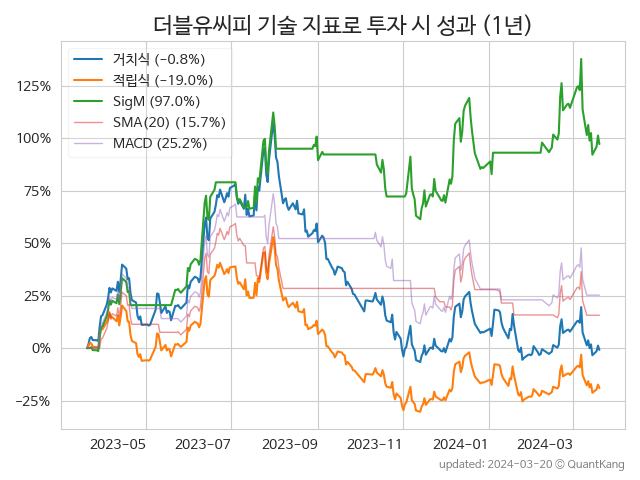 더블유씨피 기술 지표로 투자 시 성과 (1년)
거치식 (−0.8%)
적립식 (−19.0%)
SigM (97.0%)
SMA(20) (15.7%)
MACD (25.2%)
125%
100%
75%
50%
25%
0%
−25%
2023−05
2023−07
2023−09
2023−11
2024−01
2024−03
updated: 2024-03-20 © QuantKang